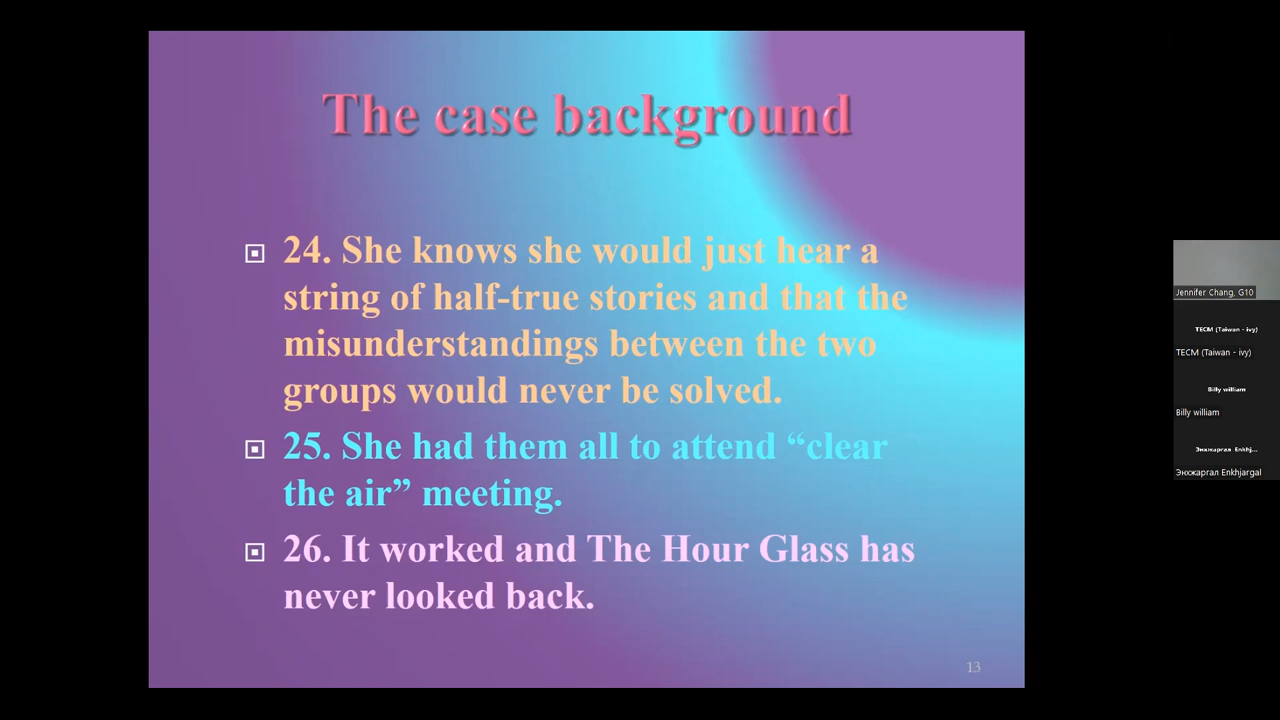 The case background
24. She knows she would just hear a
string of half-true stories and that the
misunderstandings between the two
groups would never be solved.
25. She had them all to attend “clear
the air” meeting.
26. It worked and The Hour Glass has
never looked back.
13
Jennifer Chang, G10
TECM (Taiwan - ivy)
TECM (Taiwan - ivy)
Billy william
Billy william
Энхжаргал Enkhj...
Энхжаргал Enkhjargal